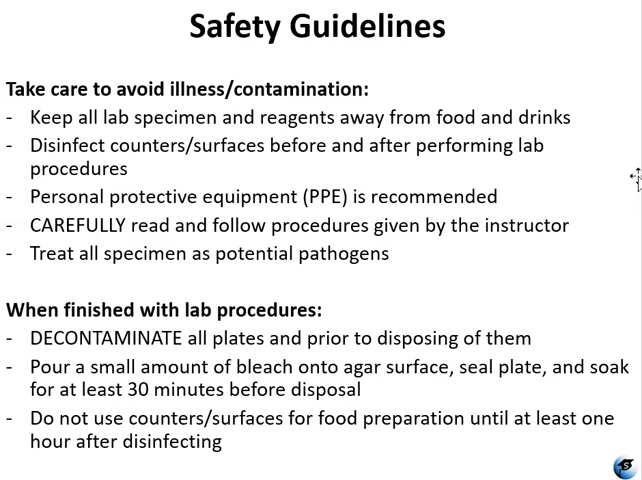 Safety Guidelines
Take care to avoid illness/contamination:
- Keep all lab specimen and reagents away from food and drinks
- Disinfect counters/surfaces before and after performing lab
procedures
- Personal protective equipment (PPE) is recommended
- CAREFULLY read and follow procedures given by the instructor
- Treat all specimen as potential pathogens
When finished with lab procedures:
- DECONTAMINATE all plates and prior to disposing of them
- Pour a small amount of bleach onto agar surface, seal plate, and soak
for at least 30 minutes before disposal
- Do not use counters/surfaces for food preparation until at least one
hour after disinfecting
S